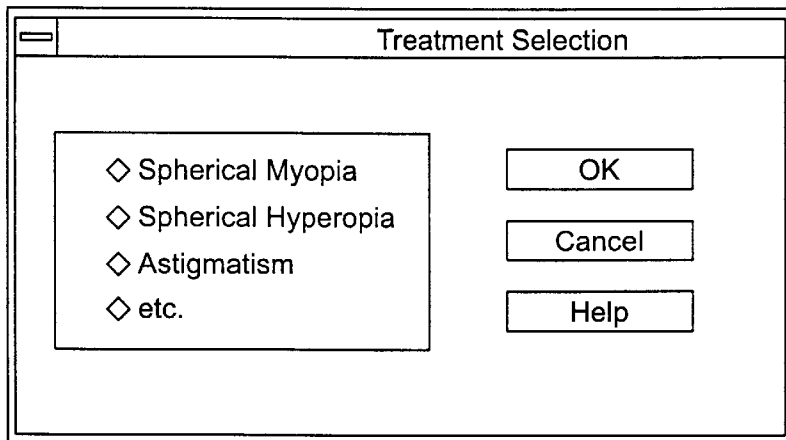 Treatment Selection
Spherical Myopia
Spherical Hyperopia
Astigmatism
etc.
OK
Cancel
Help